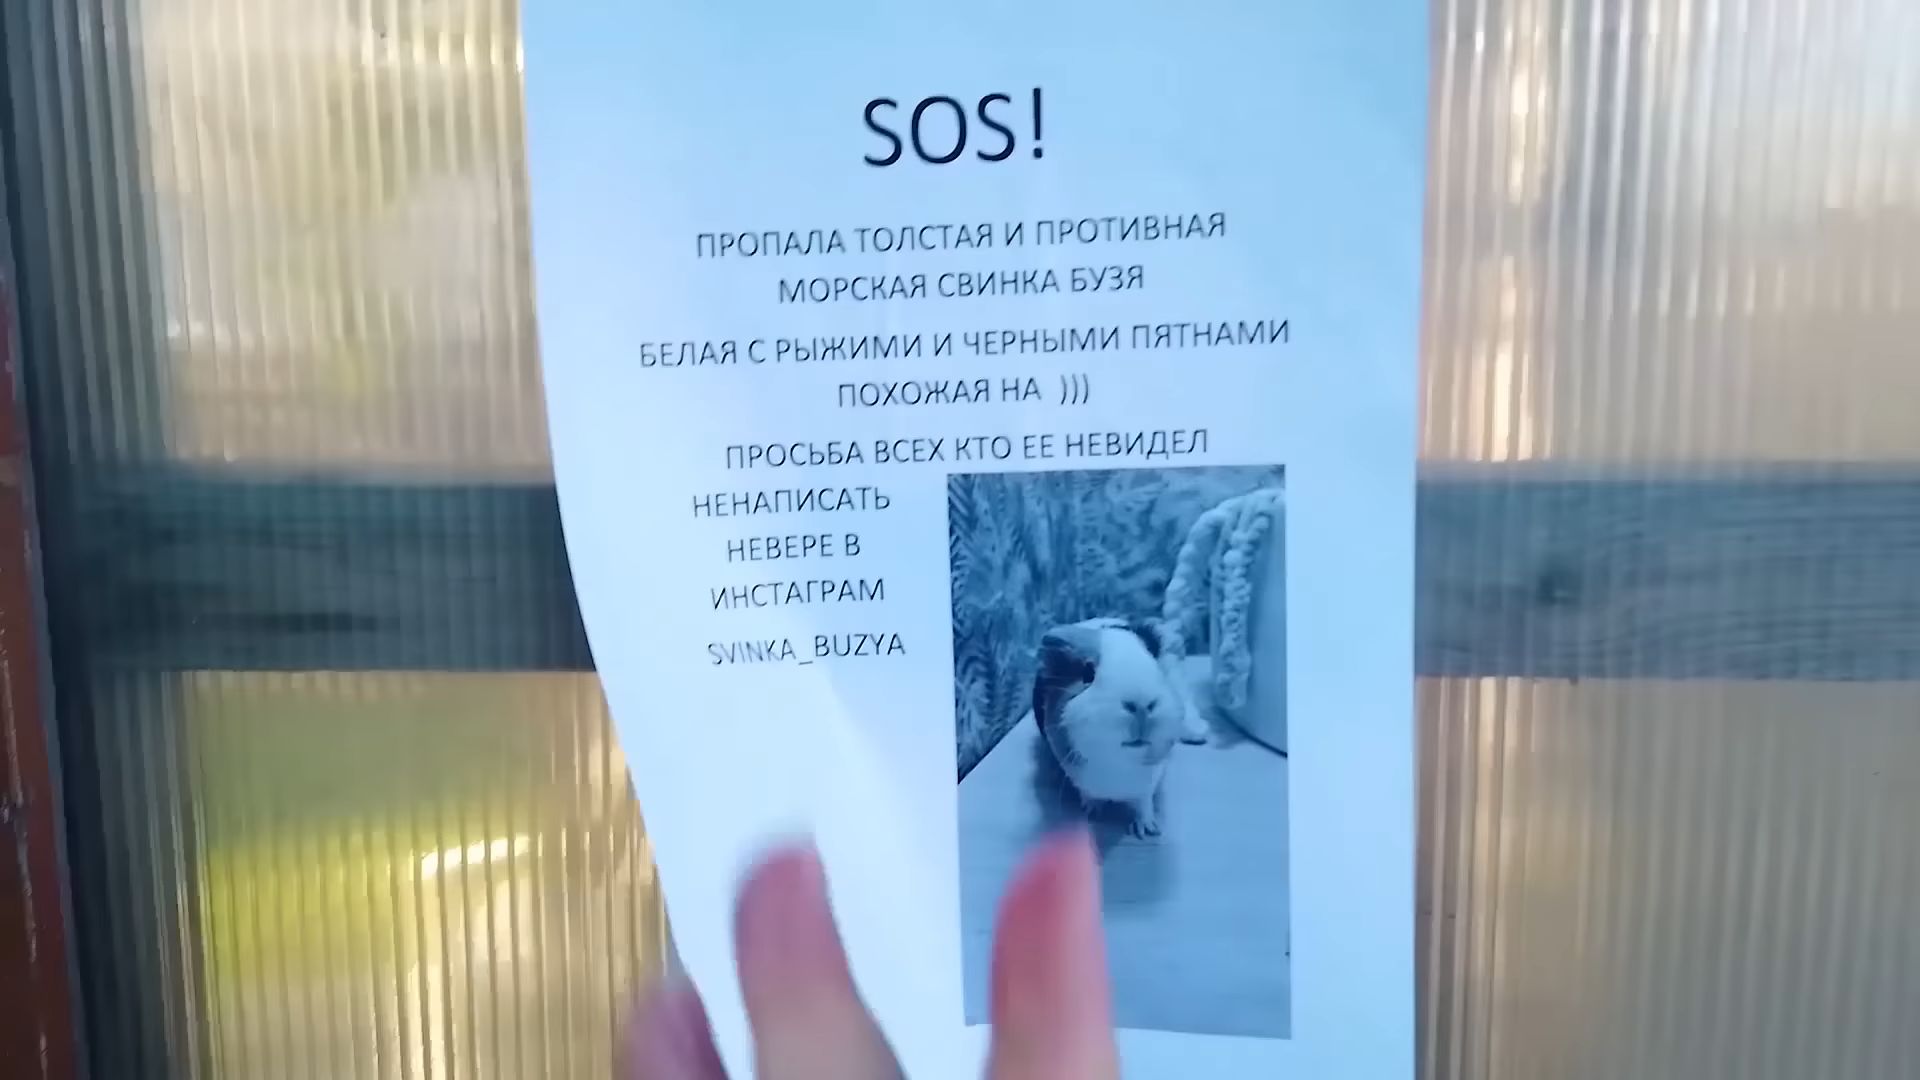 SOS!
ПРОПАЛА ТОЛСТАЯ И ПРОТИВНАЯ
МОРСКАЯ СВИНКА БУЗЯ
БЕЛАЯ С РЫЖИМИ И ЧЕРНЫМИ ПЯТНАМИ
ПОХОЖАЯ НА )))
ПРОСЬБА ВСЕХ КТО ЕЕ НЕВИДЕЛ
НЕНАПИСАТЬ
НЕВЕРЕ В
ИНСТАГРАМ
SVINKA_BUZYA